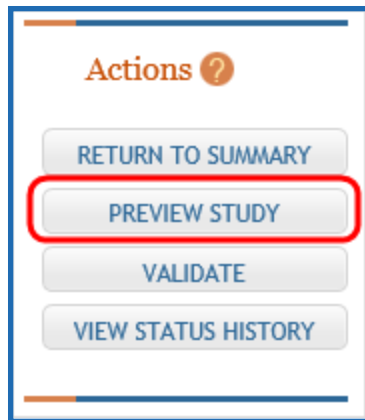 Actions ?
RETURN TO SUMMARY
PREVIEW STUDY
VALIDATE
VIEW STATUS HISTORY